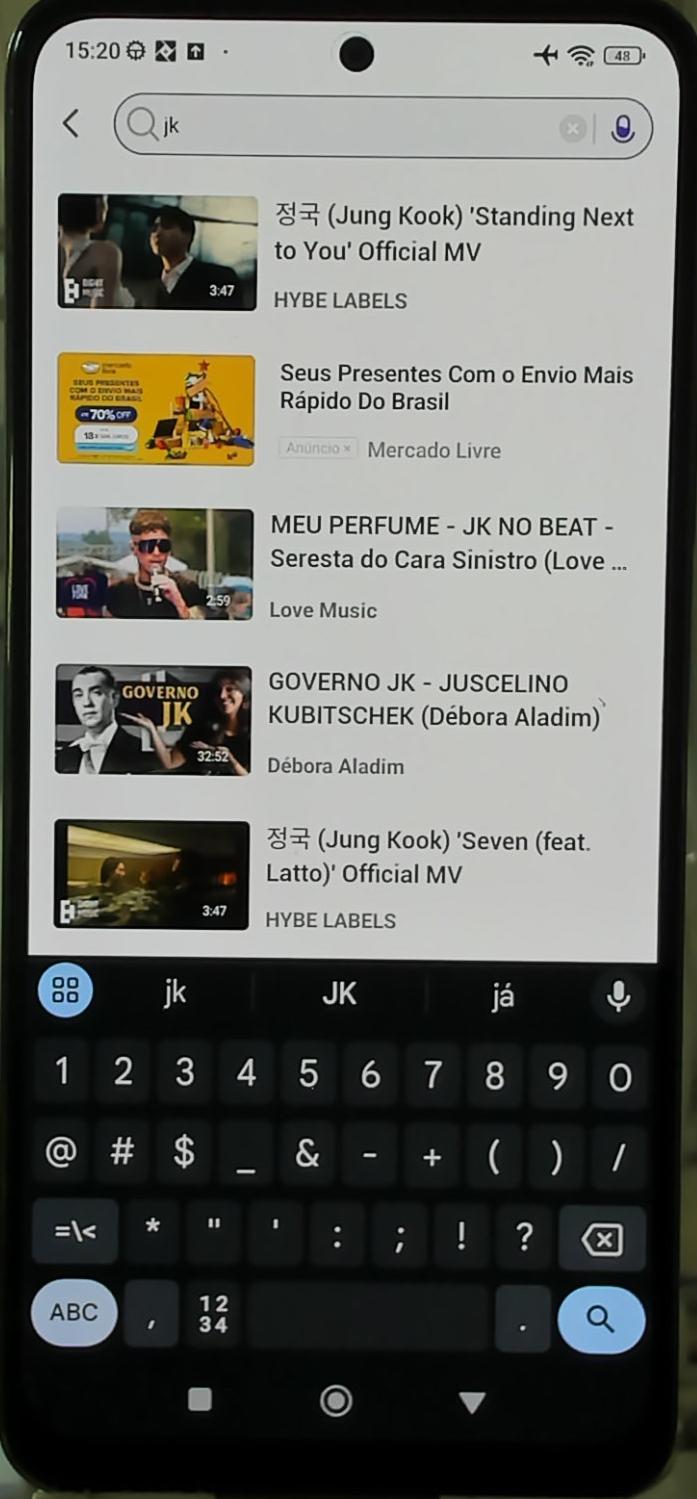 15:20
48
jk
정국 (Jung Kook) 'Standing Next
to You' Official MV
3:47
HYBE LABELS
mercado
livre
SEUS PRESENTES
COM O ENVIO MAIS
RÁPIDO DO BRASIL
70% OFF
Seus Presentes Com o Envio Mais
Rápido Do Brasil
Anúncio ×
Mercado Livre
MEU PERFUME - JK NO BEAT -
Seresta do Cara Sinistro (Love ...
2:59
Love Music
GOVERNO
JK
32:52
GOVERNO JK - JUSCELINO
KUBITSCHEK (Débora Aladim)
Débora Aladim
정국 (Jung Kook) 'Seven (feat.
Latto)' Official MV
3:47
HYBE LABELS
jk JK já
1 2 3 4 5 6 7 8 9 0
@ # $ _ & - + ( ) /
=\< * " ' : ; ! ?
ABC , 12 .
34